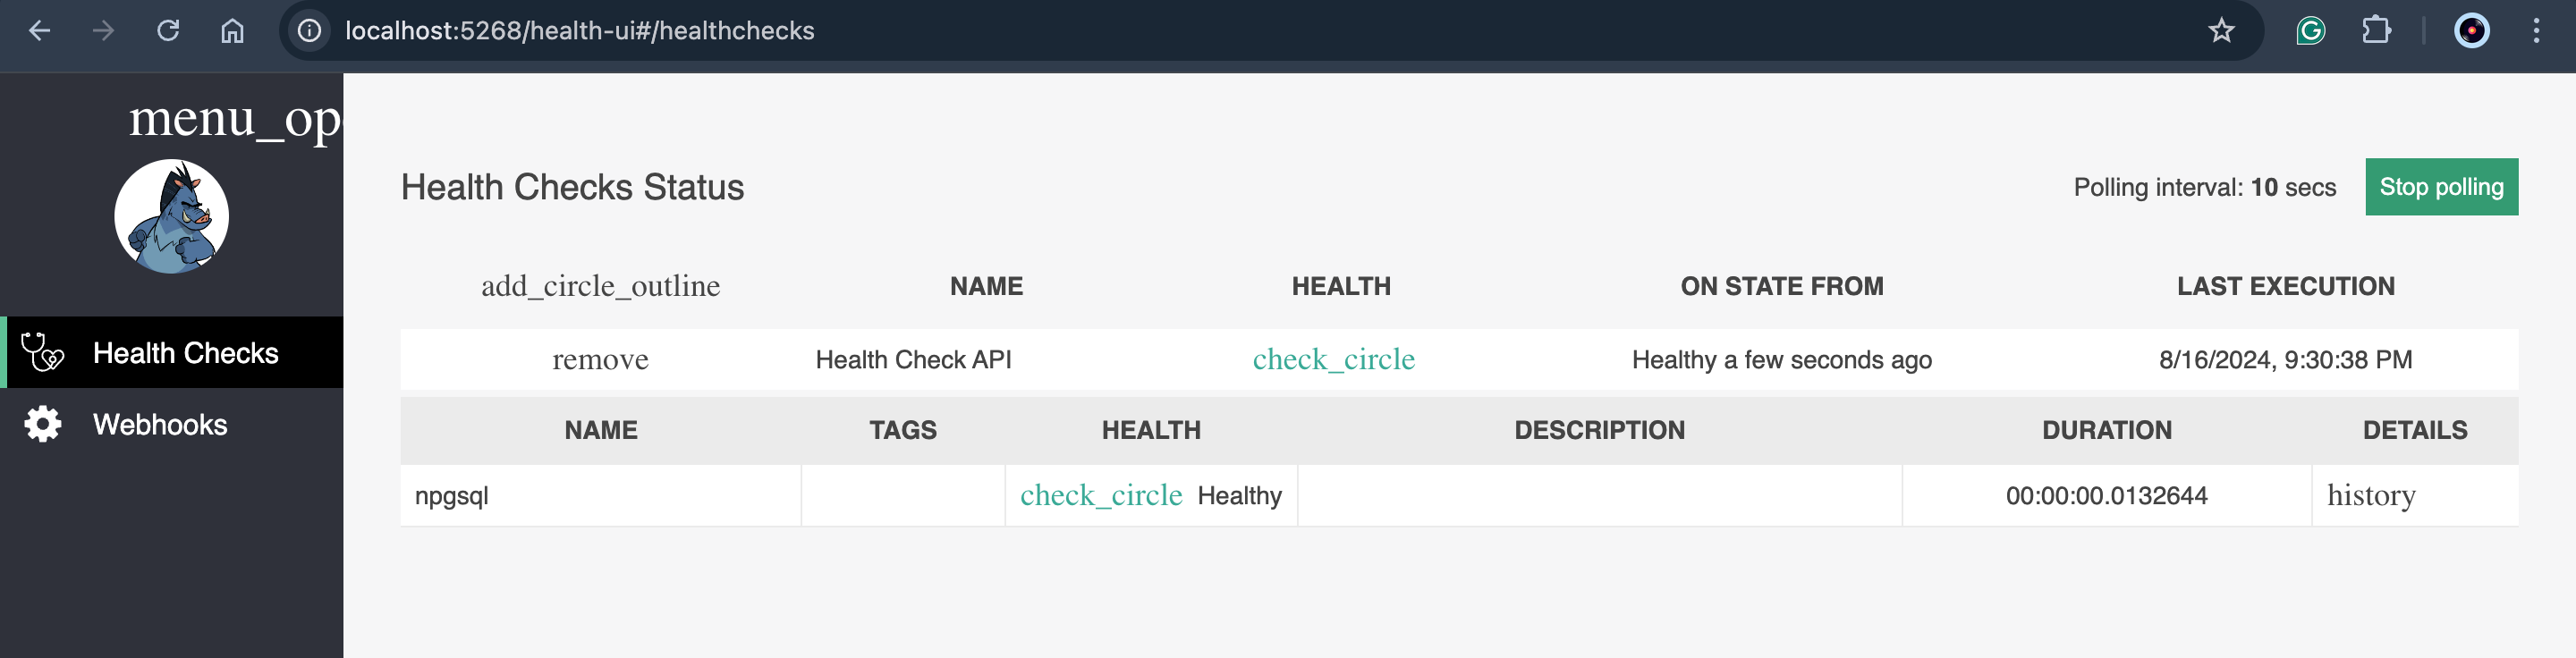 localhost:5268/health-ui#/healthchecks
menu_op
Health Checks Status
Polling interval: 10 secs
Stop polling
Health Checks
Webhooks
add_circle_outline NAME HEALTH ON STATE FROM LAST EXECUTION
remove Health Check API check_circle Healthy a few seconds ago 8/16/2024, 9:30:38 PM
NAME TAGS HEALTH DESCRIPTION DURATION DETAILS
npgsql check_circle Healthy 00:00:00.0132644 history